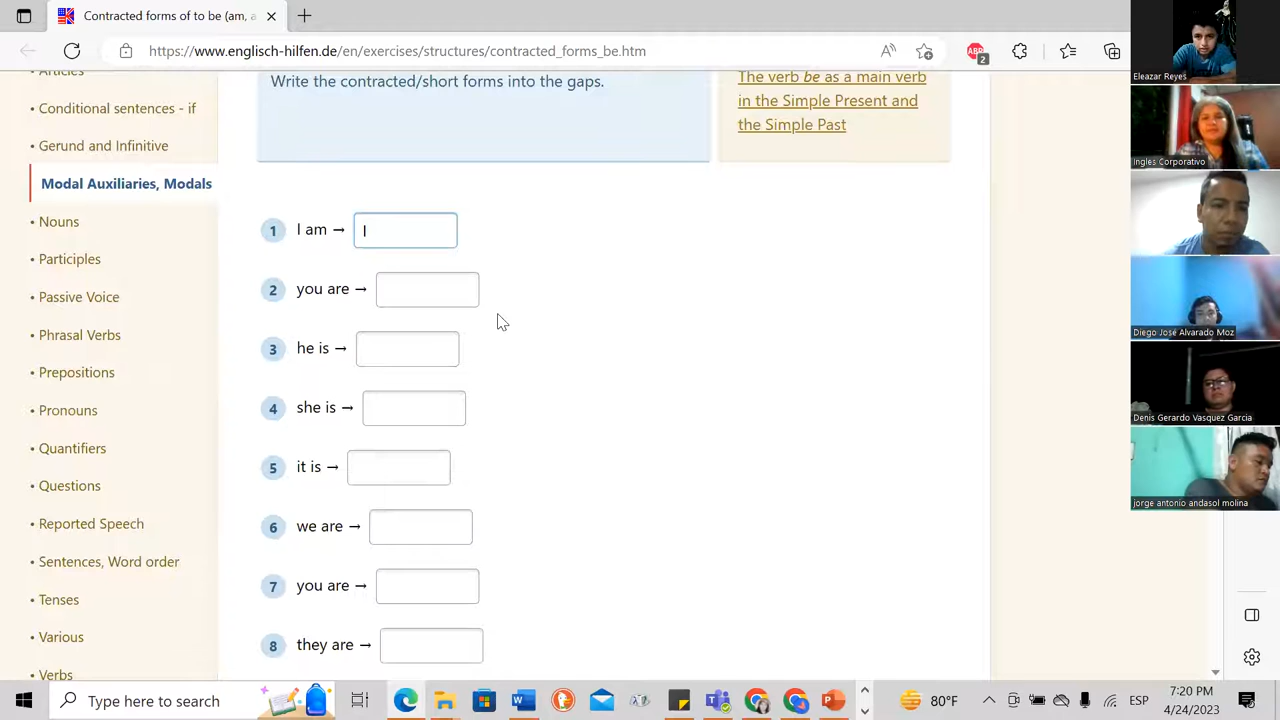 Contracted forms of to be (am, a
https://www.englisch-hilfen.de/en/exercises/structures/contracted_forms_be.htm
ABP
2
Articles
• Conditional sentences - if
• Gerund and Infinitive
Modal Auxiliaries, Modals
• Nouns
• Participles
• Passive Voice
• Phrasal Verbs
• Prepositions
• Pronouns
• Quantifiers
• Questions
• Reported Speech
• Sentences, Word order
• Tenses
• Various
• Verbs
Write the contracted/short forms into the gaps.
The verb be as a main verb
in the Simple Present and
the Simple Past
1 I am → I
2 you are →
3 he is →
4 she is →
5 it is →
6 we are →
7 you are →
8 they are →
Eleazar Reyes
Ingles Corporativo
Diego José Alvarado Moz
Denis Gerardo Vasquez Garcia
jorge antonio andasol molina
Type here to search
80°F
ESP
7:20 PM
4/24/2023